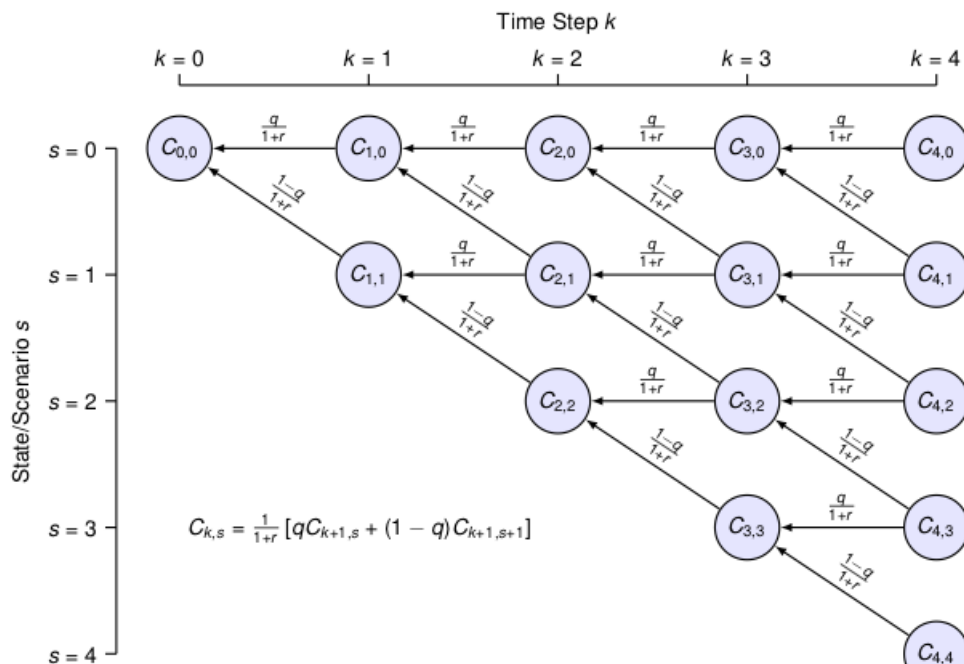 Time Step k
k = 0 k = 1 k = 2 k = 3 k = 4
q/1+r q/1+r q/1+r q/1+r
s = 0 C0,0 C1,0 C2,0 C3,0 C4,0
1−q/1+r 1−q/1+r 1−q/1+r 1−q/1+r
q/1+r q/1+r q/1+r
s = 1 C1,1 C2,1 C3,1 C4,1
1−q/1+r 1−q/1+r 1−q/1+r
q/1+r q/1+r
State/Scenario s
s = 2 C2,2 C3,2 C4,2
1−q/1+r 1−q/1+r
q/1+r
s = 3 Ck,s = 1/1+r [qCk+1,s + (1 − q)Ck+1,s+1] C3,3 C4,3
1−q/1+r
s = 4 C4,4